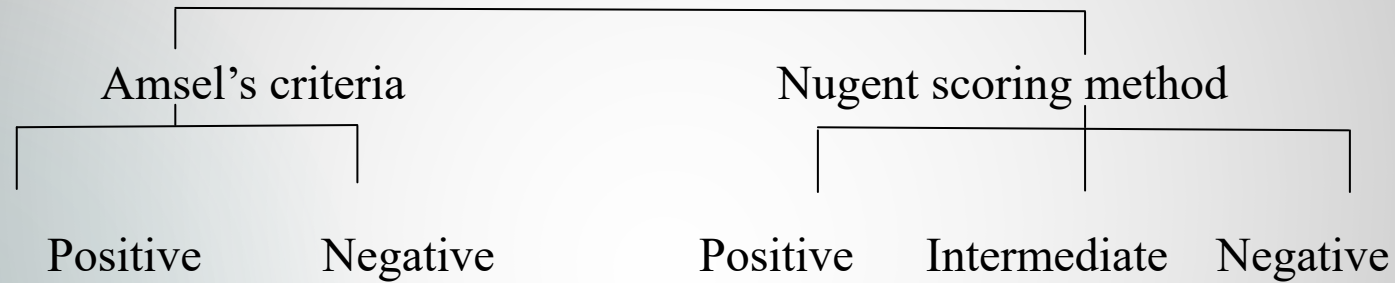 Amsel’s criteria Nugent scoring method
Positive Negative Positive Intermediate Negative